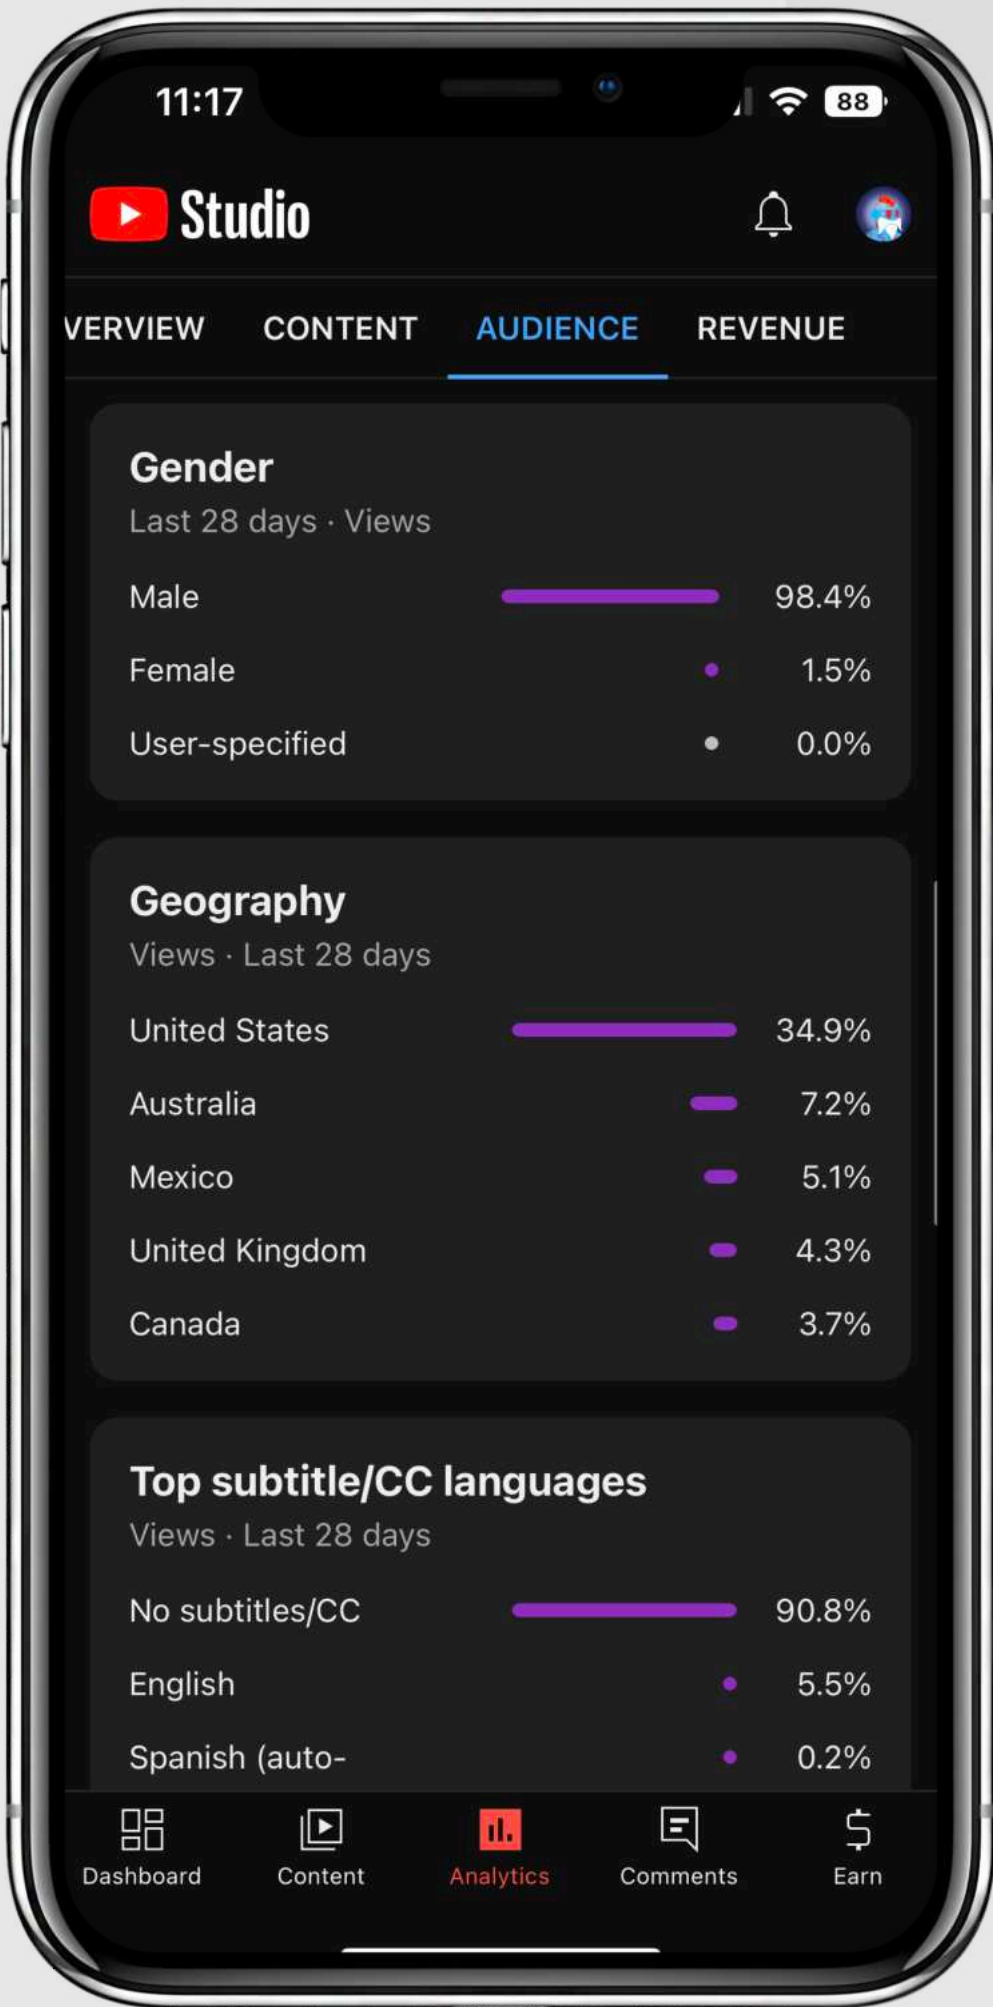 11:17
88
Studio
VERVIEW CONTENT AUDIENCE REVENUE
Gender
Last 28 days · Views
Male 98.4%
Female 1.5%
User-specified 0.0%
Geography
Views · Last 28 days
United States 34.9%
Australia 7.2%
Mexico 5.1%
United Kingdom 4.3%
Canada 3.7%
Top subtitle/CC languages
Views · Last 28 days
No subtitles/CC 90.8%
English 5.5%
Spanish (auto- 0.2%
Dashboard Content Analytics Comments Earn